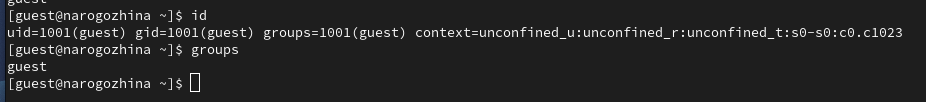 guest
[guest@narogozhina ~]$ id
uid=1001(guest) gid=1001(guest) groups=1001(guest) context=unconfined_u:unconfined_r:unconfined_t:s0-s0:c0.c1023
[guest@narogozhina ~]$ groups
guest
[guest@narogozhina ~]$